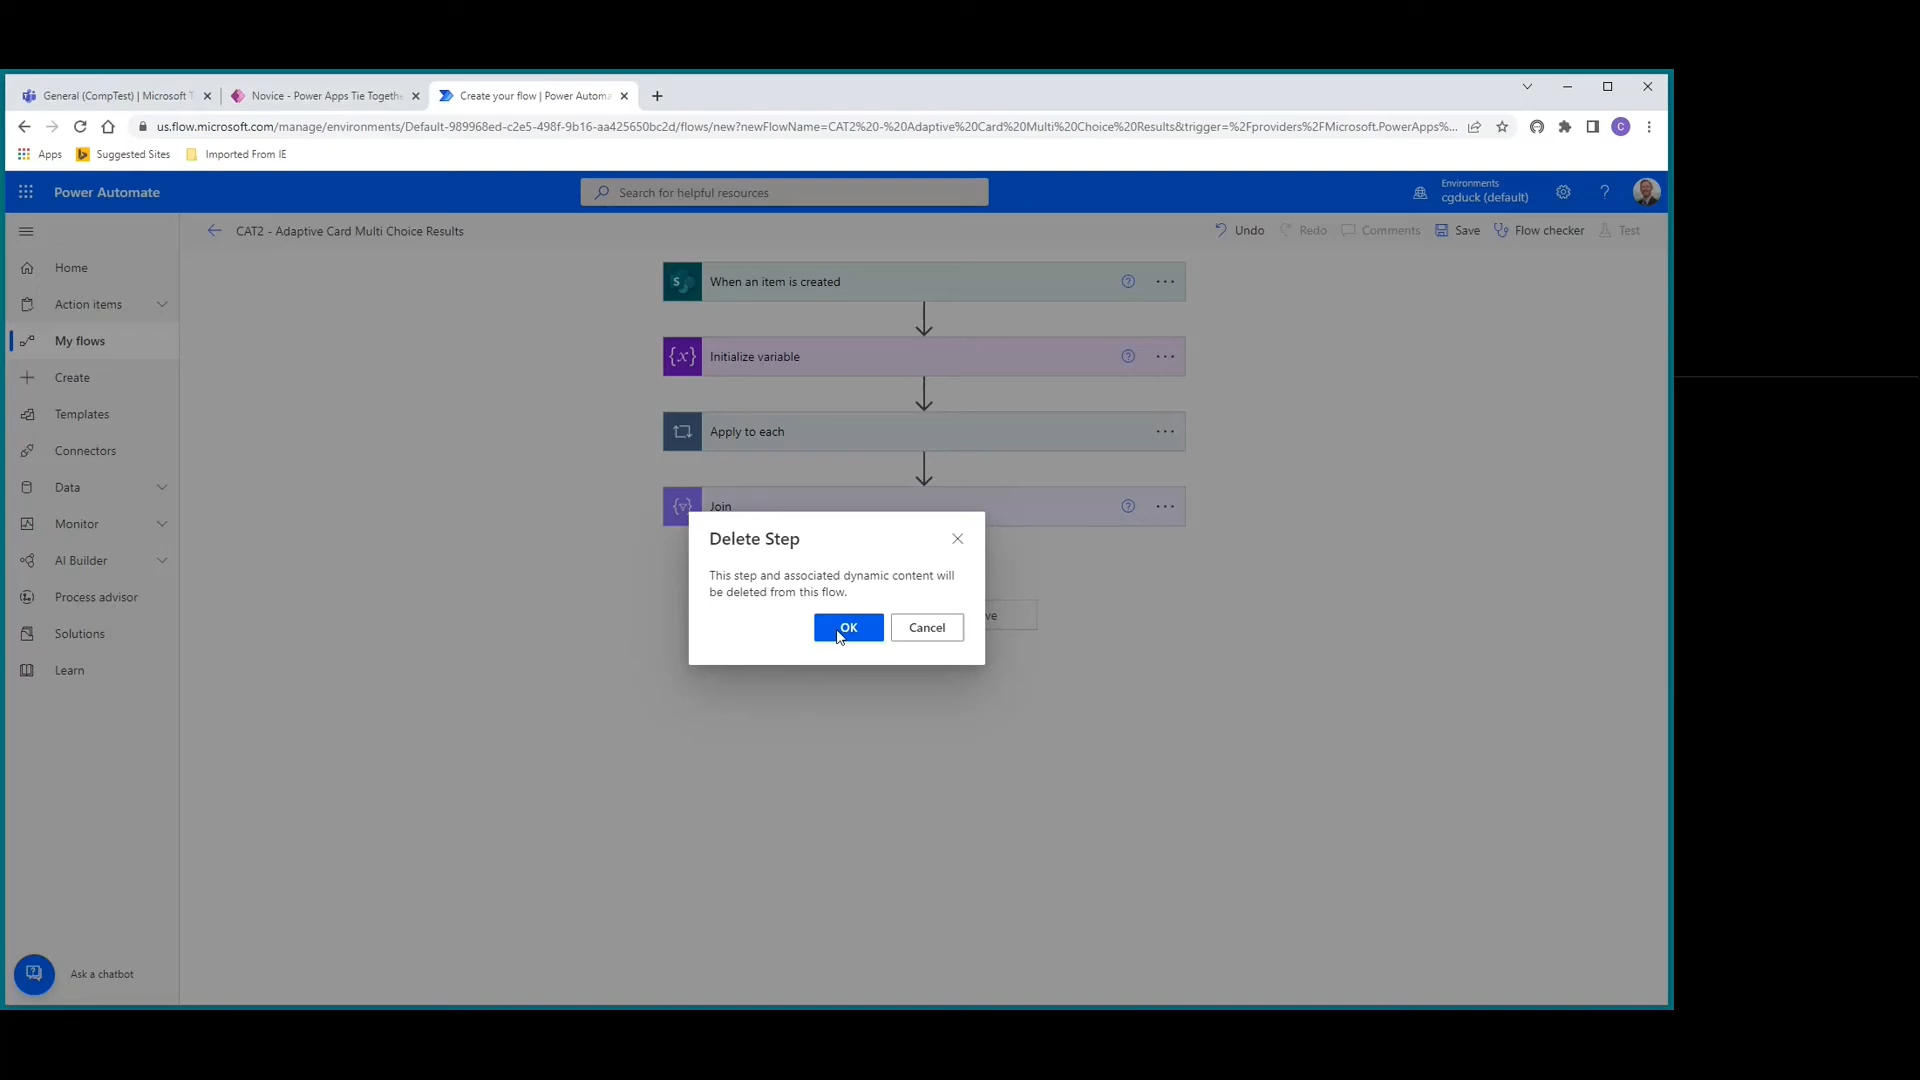 General (CompTest) | Microsoft T
Novice - Power Apps Tie Togethe
Create your flow | Power Automa
us.flow.microsoft.com/manage/environments/Default-989968ed-c2e5-498f-9b16-aa425650bc2d/flows/new?newFlowName=CAT2%20-%20Adaptive%20Card%20Multi%20Choice%20Results&trigger=%2Fproviders%2FMicrosoft.PowerApps%...
C
Apps
Suggested Sites
Imported From IE
Power Automate
Search for helpful resources
Environments
cgduck (default)
CAT2 - Adaptive Card Multi Choice Results
Undo
Redo
Comments
Save
Flow checker
Test
Home
Action items
My flows
Create
Templates
Connectors
Data
Monitor
AI Builder
Process advisor
Solutions
Learn
Ask a chatbot
When an item is created
Initialize variable
Apply to each
Join
Delete Step
This step and associated dynamic content will
be deleted from this flow.
OK
Cancel
ve